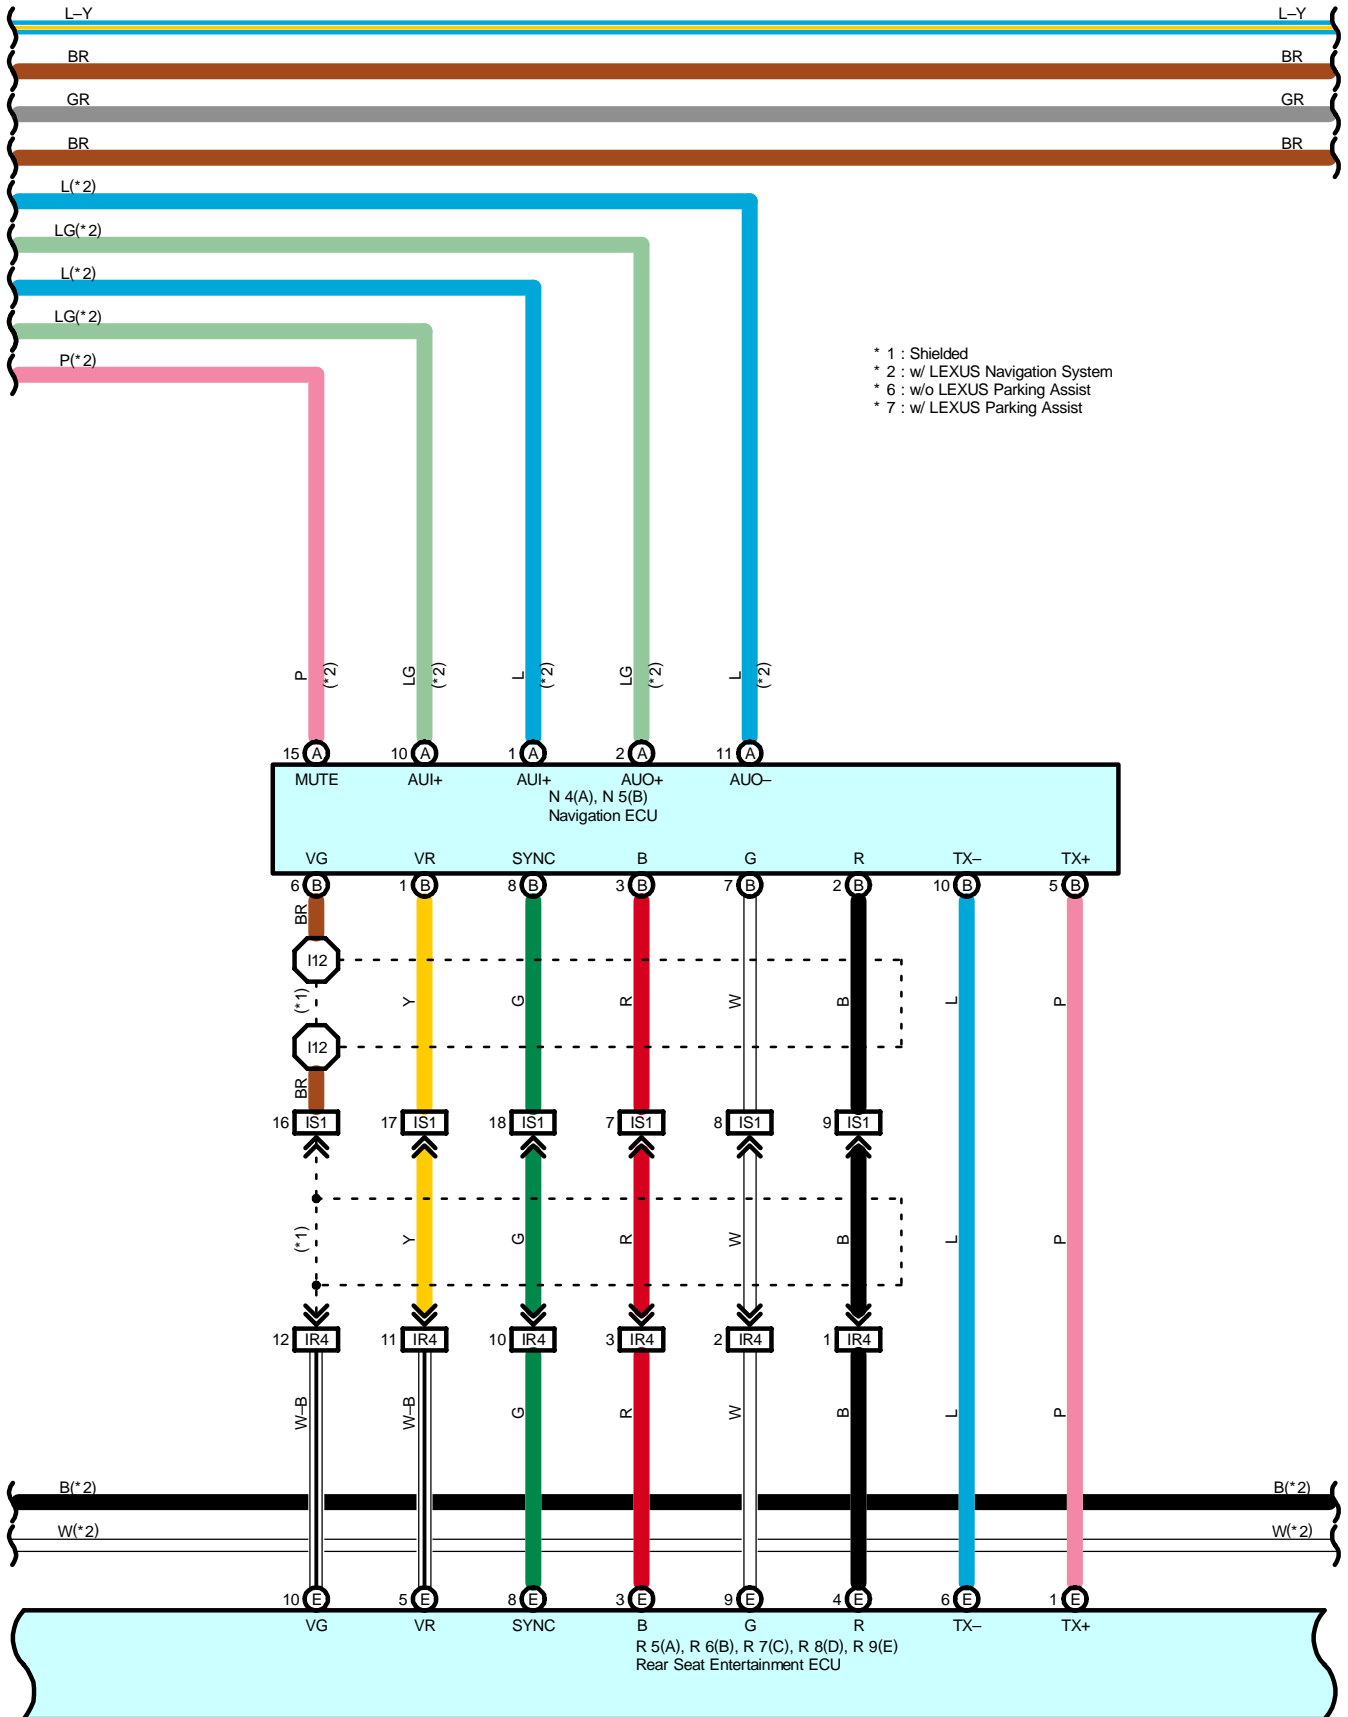 L–Y L–Y
BR BR
GR GR
BR BR
L(*2)
LG(*2)
L(*2)
LG(*2)
P(*2)
* 1 : Shielded
* 2 : w/ LEXUS Navigation System
* 6 : w/o LEXUS Parking Assist
* 7 : w/ LEXUS Parking Assist
P (*2) LG (*2) L (*2) LG (*2) L (*2)
15 A 10 A 1 A 2 A 11 A
MUTE AUI+ AUI+ AUO+ AUO–
N 4(A), N 5(B)
Navigation ECU
VG VR SYNC B G R TX– TX+
6 B 1 B 8 B 3 B 7 B 2 B 10 B 5 B
BR
I12
(*1) Y G R W B L P
I12
BR
16 IS1 17 IS1 18 IS1 7 IS1 8 IS1 9 IS1
(*1) Y G R W B L P
12 IR4 11 IR4 10 IR4 3 IR4 2 IR4 1 IR4
W–B W–B G R W B L P
B(*2) B(*2)
W(*2) W(*2)
10 E 5 E 8 E 3 E 9 E 4 E 6 E 1 E
VG VR SYNC B G R TX– TX+
R 5(A), R 6(B), R 7(C), R 8(D), R 9(E)
Rear Seat Entertainment ECU